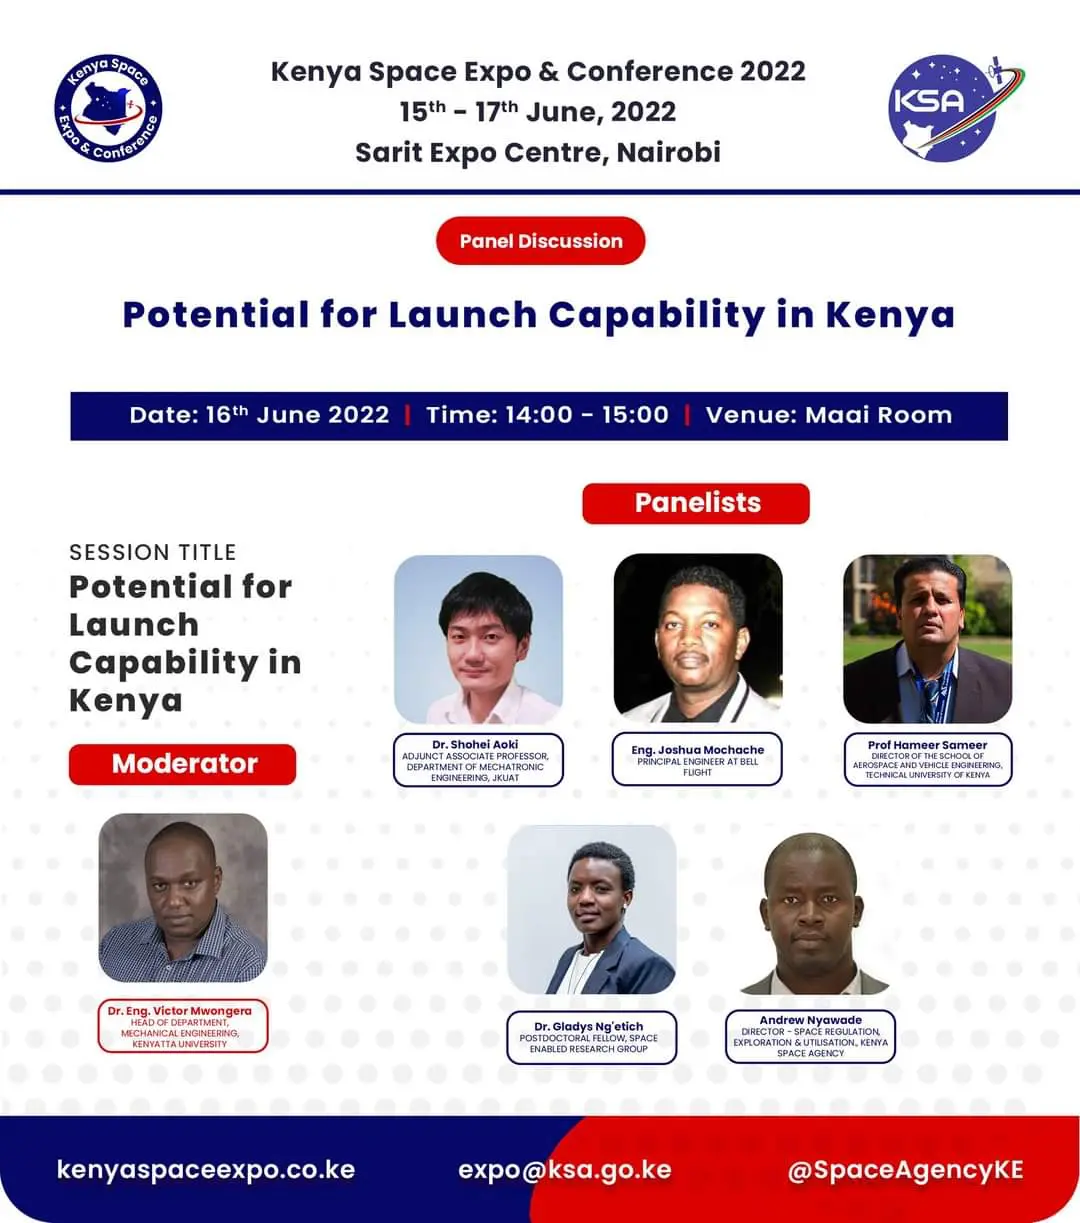 Kenya Space
Expo & Conference
Kenya Space Expo & Conference 2022
15th - 17th June, 2022
Sarit Expo Centre, Nairobi
KSA
Panel Discussion
Potential for Launch Capability in Kenya
Date: 16th June 2022 | Time: 14:00 - 15:00 | Venue: Maai Room
Panelists
SESSION TITLE
Potential for
Launch
Capability in
Kenya
Dr. Shohei Aoki
ADJUNCT ASSOCIATE PROFESSOR,
DEPARTMENT OF MECHATRONIC
ENGINEERING, JKUAT
Eng. Joshua Mochache
PRINCIPAL ENGINEER AT BELL
FLIGHT
Prof Hameer Sameer
DIRECTOR OF THE SCHOOL OF
AEROSPACE AND VEHICLE ENGINEERING,
TECHNICAL UNIVERSITY OF KENYA
Moderator
Dr. Eng. Victor Mwongera
HEAD OF DEPARTMENT,
MECHANICAL ENGINEERING,
KENYATTA UNIVERSITY
Dr. Gladys Ng'etich
POSTDOCTORAL FELLOW, SPACE
ENABLED RESEARCH GROUP
Andrew Nyawade
DIRECTOR - SPACE REGULATION,
EXPLORATION & UTILISATION., KENYA
SPACE AGENCY
kenyaspaceexpo.co.ke
expo@ksa.go.ke
@SpaceAgencyKE